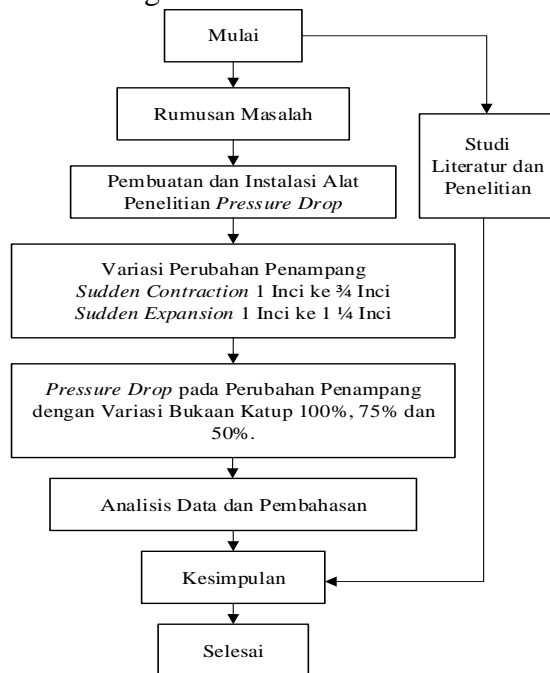 Mulai
Rumusan Masalah
Studi
Literatur dan
Penelitian
Pembuatan dan Instalasi Alat
Penelitian Pressure Drop
Variasi Perubahan Penampang
Sudden Contraction 1 Inci ke ¾ Inci
Sudden Expansion 1 Inci ke 1 ¼ Inci
Pressure Drop pada Perubahan Penampang
dengan Variasi Bukaan Katup 100%, 75% dan
50%.
Analisis Data dan Pembahasan
Kesimpulan
Selesai